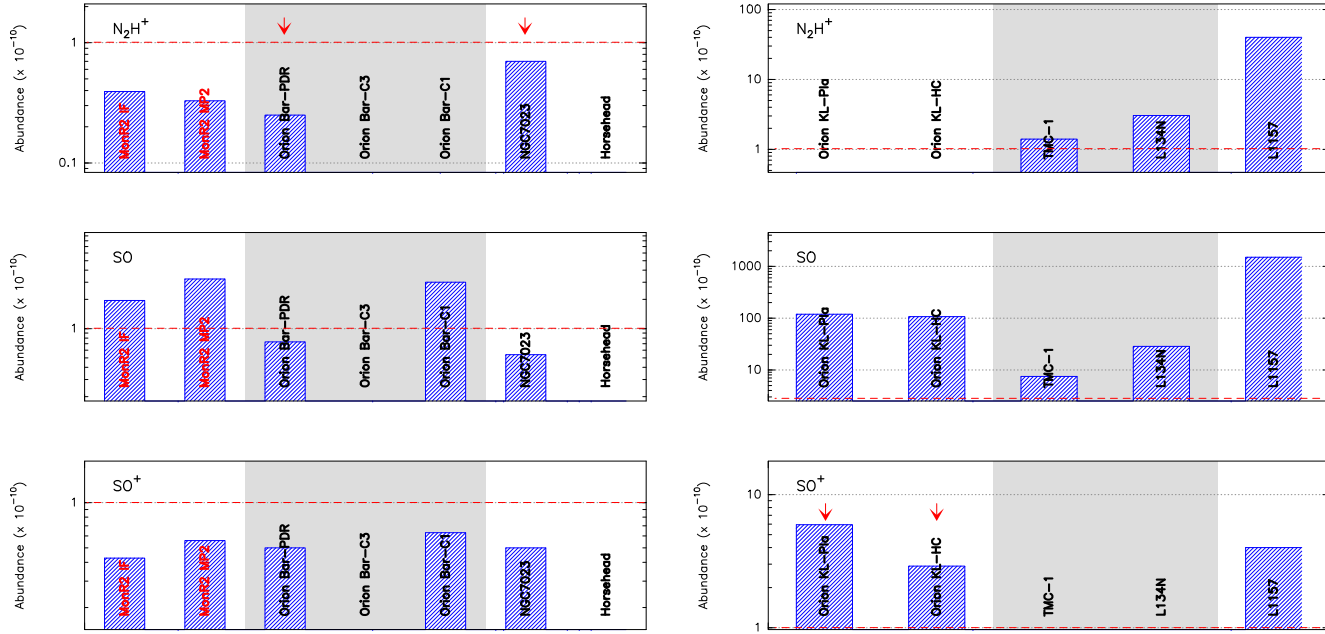 N₂H⁺
Abundance (x 10⁻¹⁰)
1
0.1
MonR2 IF
MonR2 MP2
Orion Bar-PDR
Orion Bar-C3
Orion Bar-C1
NGC7023
Horsehead
N₂H⁺
Abundance (x 10⁻¹⁰)
100
10
1
Orion KL-Pla
Orion KL-HC
TMC-1
L134N
L1157
SO
Abundance (x 10⁻¹⁰)
1
MonR2 IF
MonR2 MP2
Orion Bar-PDR
Orion Bar-C3
Orion Bar-C1
NGC7023
Horsehead
SO
Abundance (x 10⁻¹⁰)
1000
100
10
Orion KL-Pla
Orion KL-HC
TMC-1
L134N
L1157
SO⁺
Abundance (x 10⁻¹⁰)
1
MonR2 IF
MonR2 MP2
Orion Bar-PDR
Orion Bar-C3
Orion Bar-C1
NGC7023
Horsehead
SO⁺
Abundance (x 10⁻¹⁰)
10
1
Orion KL-Pla
Orion KL-HC
TMC-1
L134N
L1157